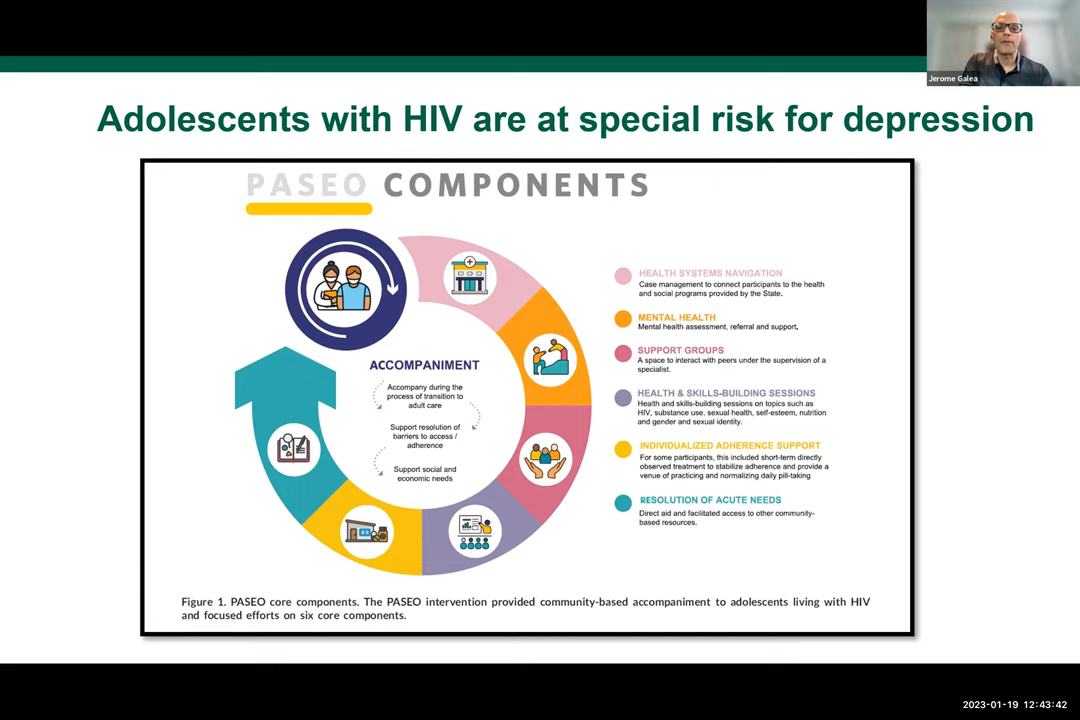 Jerome Galea
Adolescents with HIV are at special risk for depression
PASEO COMPONENTS
ACCOMPANIMENT
Accompany during the
process of transition to
adult care
Support resolution of
barriers to access /
adherence
Support social and
economic needs
HEALTH SYSTEMS NAVIGATION
Case management to connect participants to the health
and social programs provided by the State.
MENTAL HEALTH
Mental health assessment, referral and support.
SUPPORT GROUPS
A space to interact with peers under the supervision of a
specialist.
HEALTH & SKILLS-BUILDING SESSIONS
Health and skills-building sessions on topics such as
HIV, substance use, sexual health, self-esteem, nutrition
and gender and sexual identity.
INDIVIDUALIZED ADHERENCE SUPPORT
For some participants, this included short-term directly
observed treatment to stabilize adherence and provide a
venue of practicing and normalizing daily pill-taking
RESOLUTION OF ACUTE NEEDS
Direct aid and facilitated access to other community-
based resources.
Figure 1. PASEO core components. The PASEO intervention provided community-based accompaniment to adolescents living with HIV
and focused efforts on six core components.
2023-01-19 12:43:42